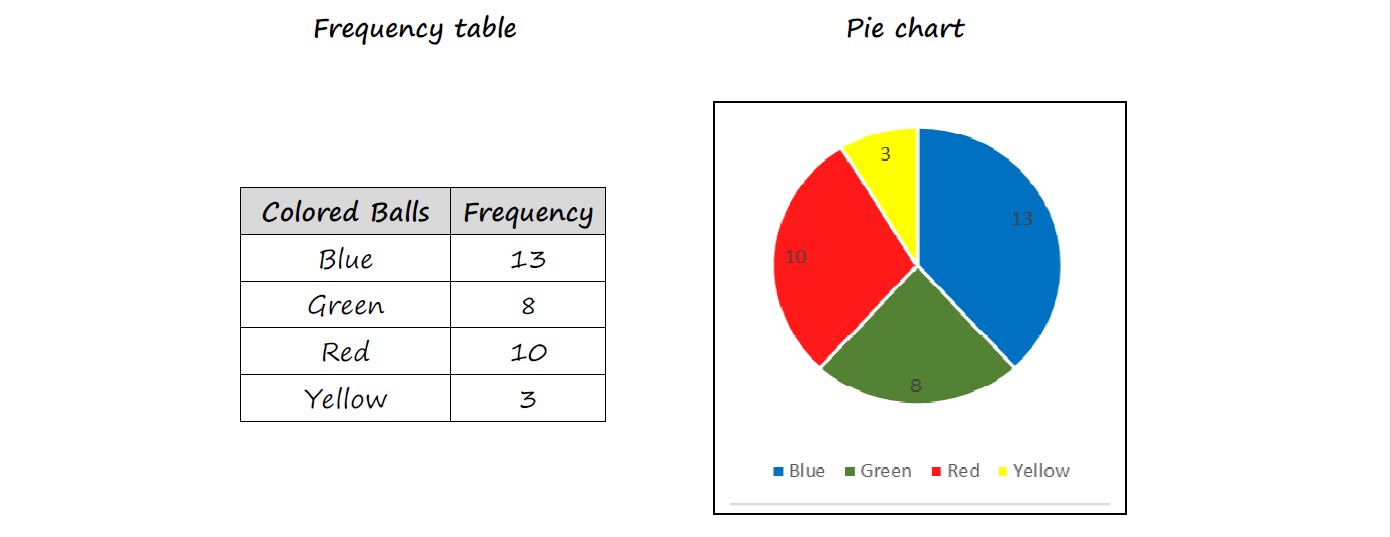 Frequency table
Pie chart
Colored Balls Frequency
Blue 13
Green 8
Red 10
Yellow 3
3
13
10
8
Blue Green Red Yellow